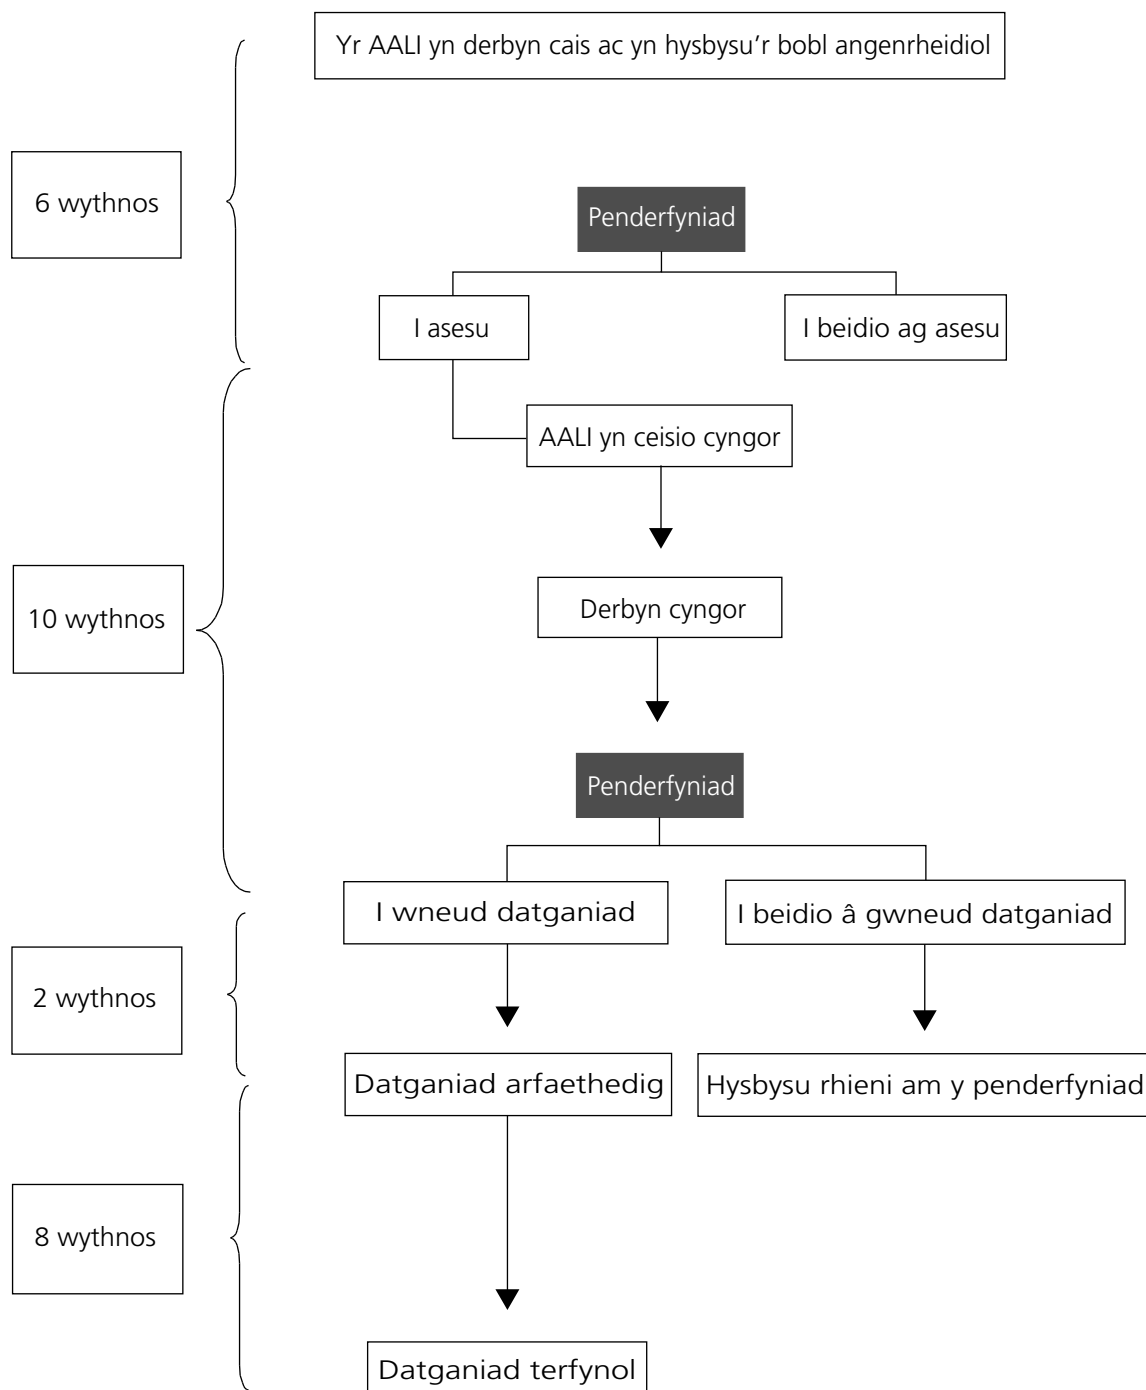 Yr AALl yn derbyn cais ac yn hysbysu’r bobl angenrheidiol
6 wythnos
Penderfyniad
I asesu
I beidio ag asesu
AALl yn ceisio cyngor
10 wythnos
Derbyn cyngor
Penderfyniad
I wneud datganiad
I beidio â gwneud datganiad
2 wythnos
Datganiad arfaethedig
Hysbysu rhieni am y penderfyniad
8 wythnos
Datganiad terfynol